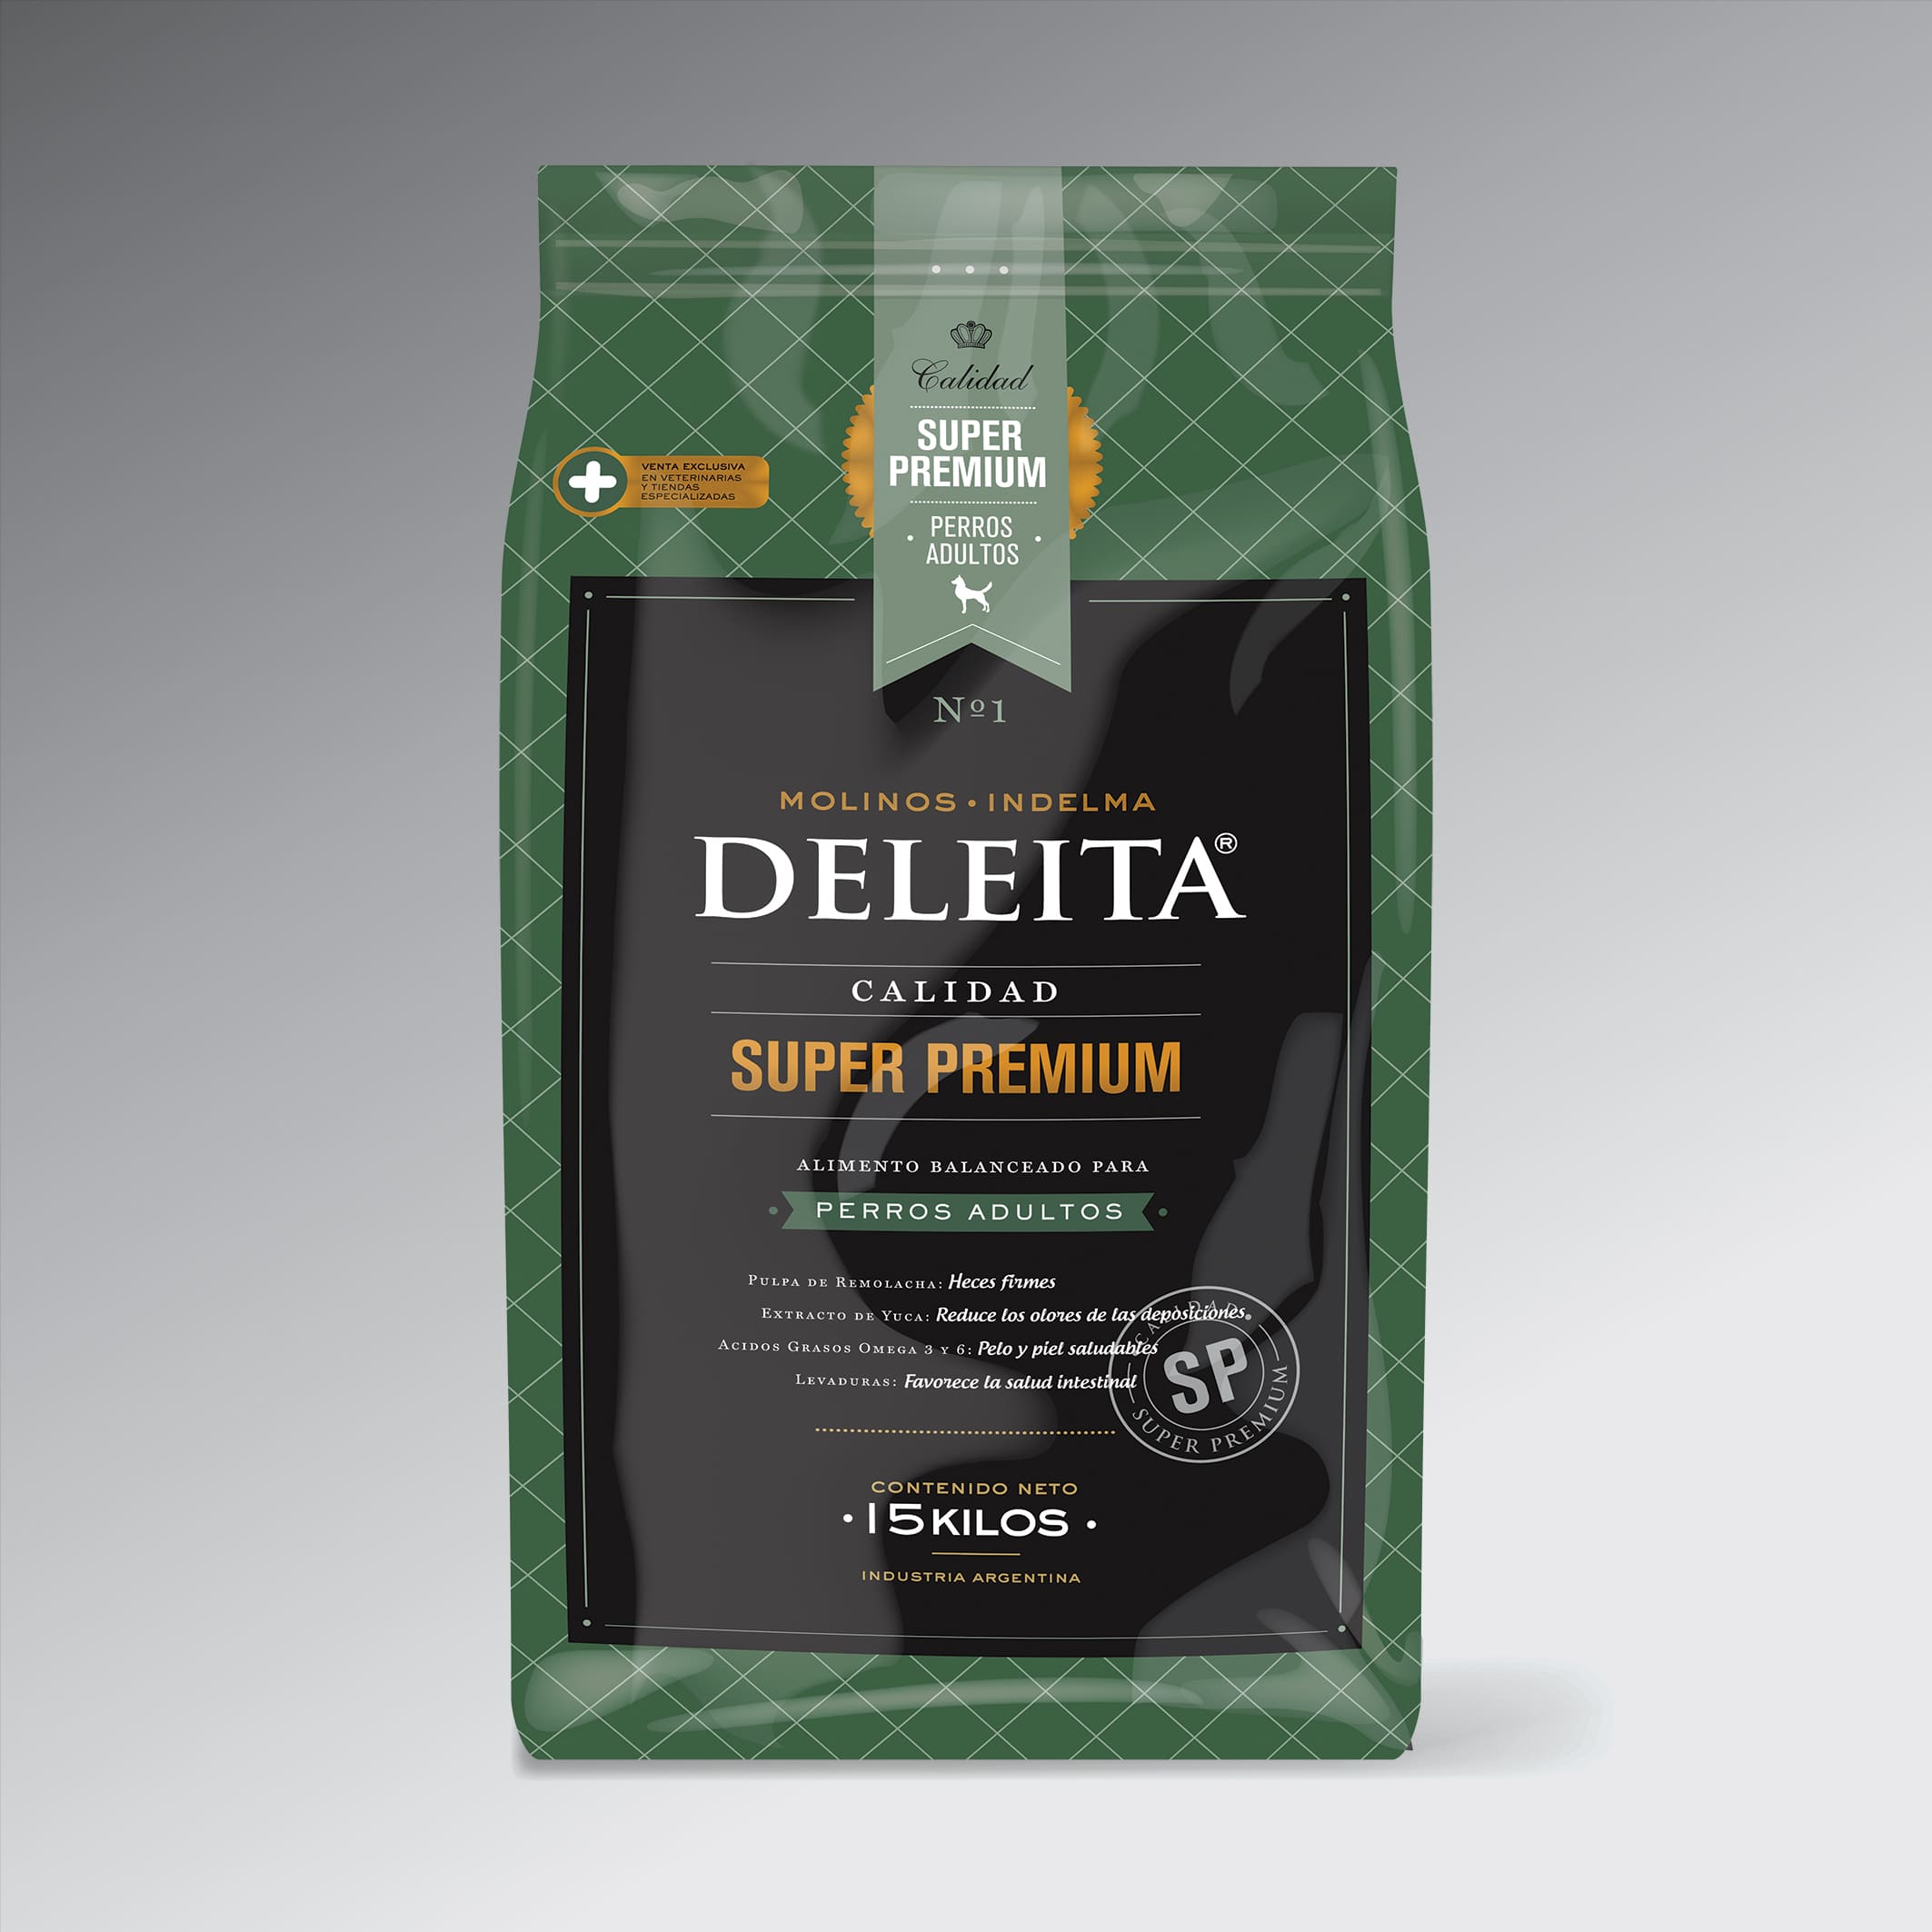 Calidad
SUPER
PREMIUM
PERROS
ADULTOS
VENTA EXCLUSIVA
EN VETERINARIAS
Y TIENDAS
ESPECIALIZADAS
Nº1
MOLINOS • INDELMA
DELEITA®
CALIDAD
SUPER PREMIUM
ALIMENTO BALANCEADO PARA
PERROS ADULTOS
PULPA DE REMOLACHA: Heces firmes
EXTRACTO DE YUCA: Reduce los olores de las deposiciones
ACIDOS GRASOS OMEGA 3 Y 6: Pelo y piel saludables
LEVADURAS: Favorece la salud intestinal
CALIDAD
SP
SUPER PREMIUM
CONTENIDO NETO
• 15 KILOS •
INDUSTRIA ARGENTINA